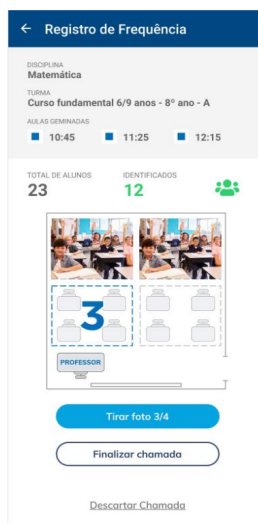 ← Registro de Frequência
DISCIPLINA
Matemática
TURMA
Curso fundamental 6/9 anos - 8º ano - A
AULAS GEMINADAS
10:45 11:25 12:15
TOTAL DE ALUNOS IDENTIFICADOS
23 12
3
PROFESSOR
Tirar foto 3/4
Finalizar chamada
Descartar Chamada